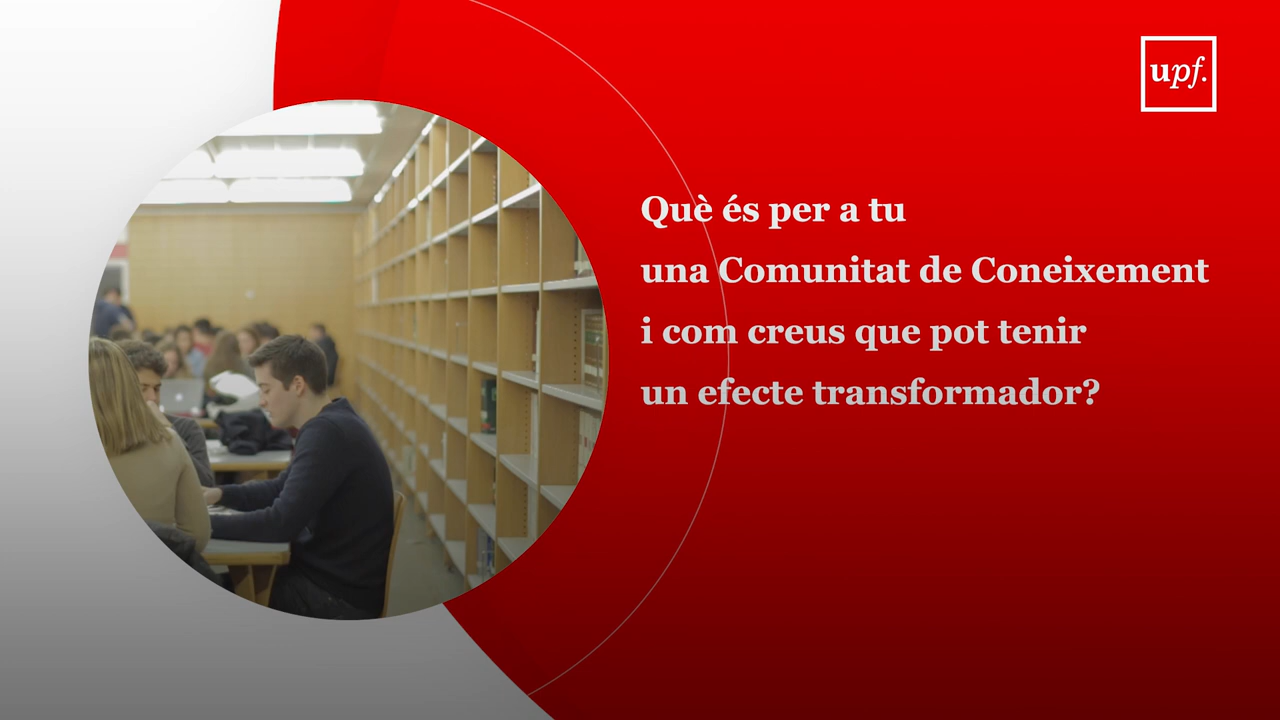 upf.
Què és per a tu
una Comunitat de Coneixement
i com creus que pot tenir
un efecte transformador?